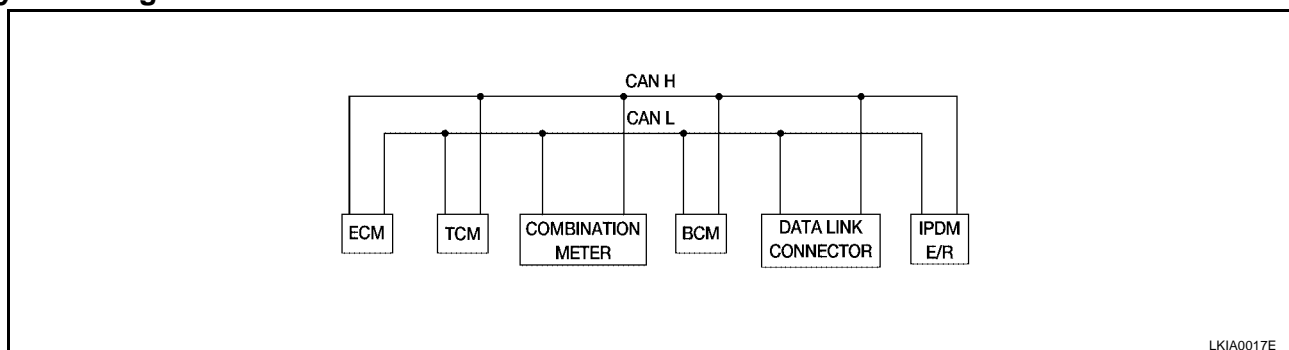 CAN H
CAN L
ECM
TCM
COMBINATION
METER
BCM
DATA LINK
CONNECTOR
IPDM
E/R
LKIA0017E